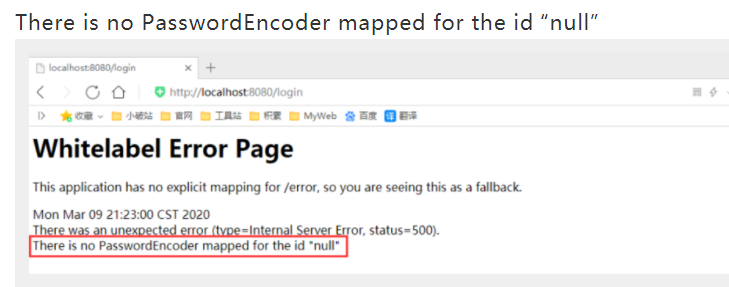 There is no PasswordEncoder mapped for the id “null”
localhost:8080/login
http://localhost:8080/login
收藏 小破站 官网 工具站 积累 MyWeb 百度 译 翻译
Whitelabel Error Page
This application has no explicit mapping for /error, so you are seeing this as a fallback.
Mon Mar 09 21:23:00 CST 2020
There was an unexpected error (type=Internal Server Error, status=500).
There is no PasswordEncoder mapped for the id "null"